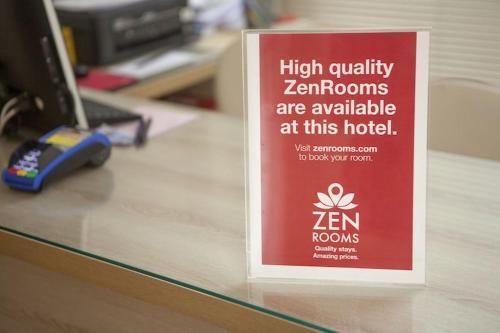 High quality
ZenRooms
are available
at this hotel.
Visit zenrooms.com
to book your room.
ZEN
ROOMS
Quality stays.
Amazing prices.